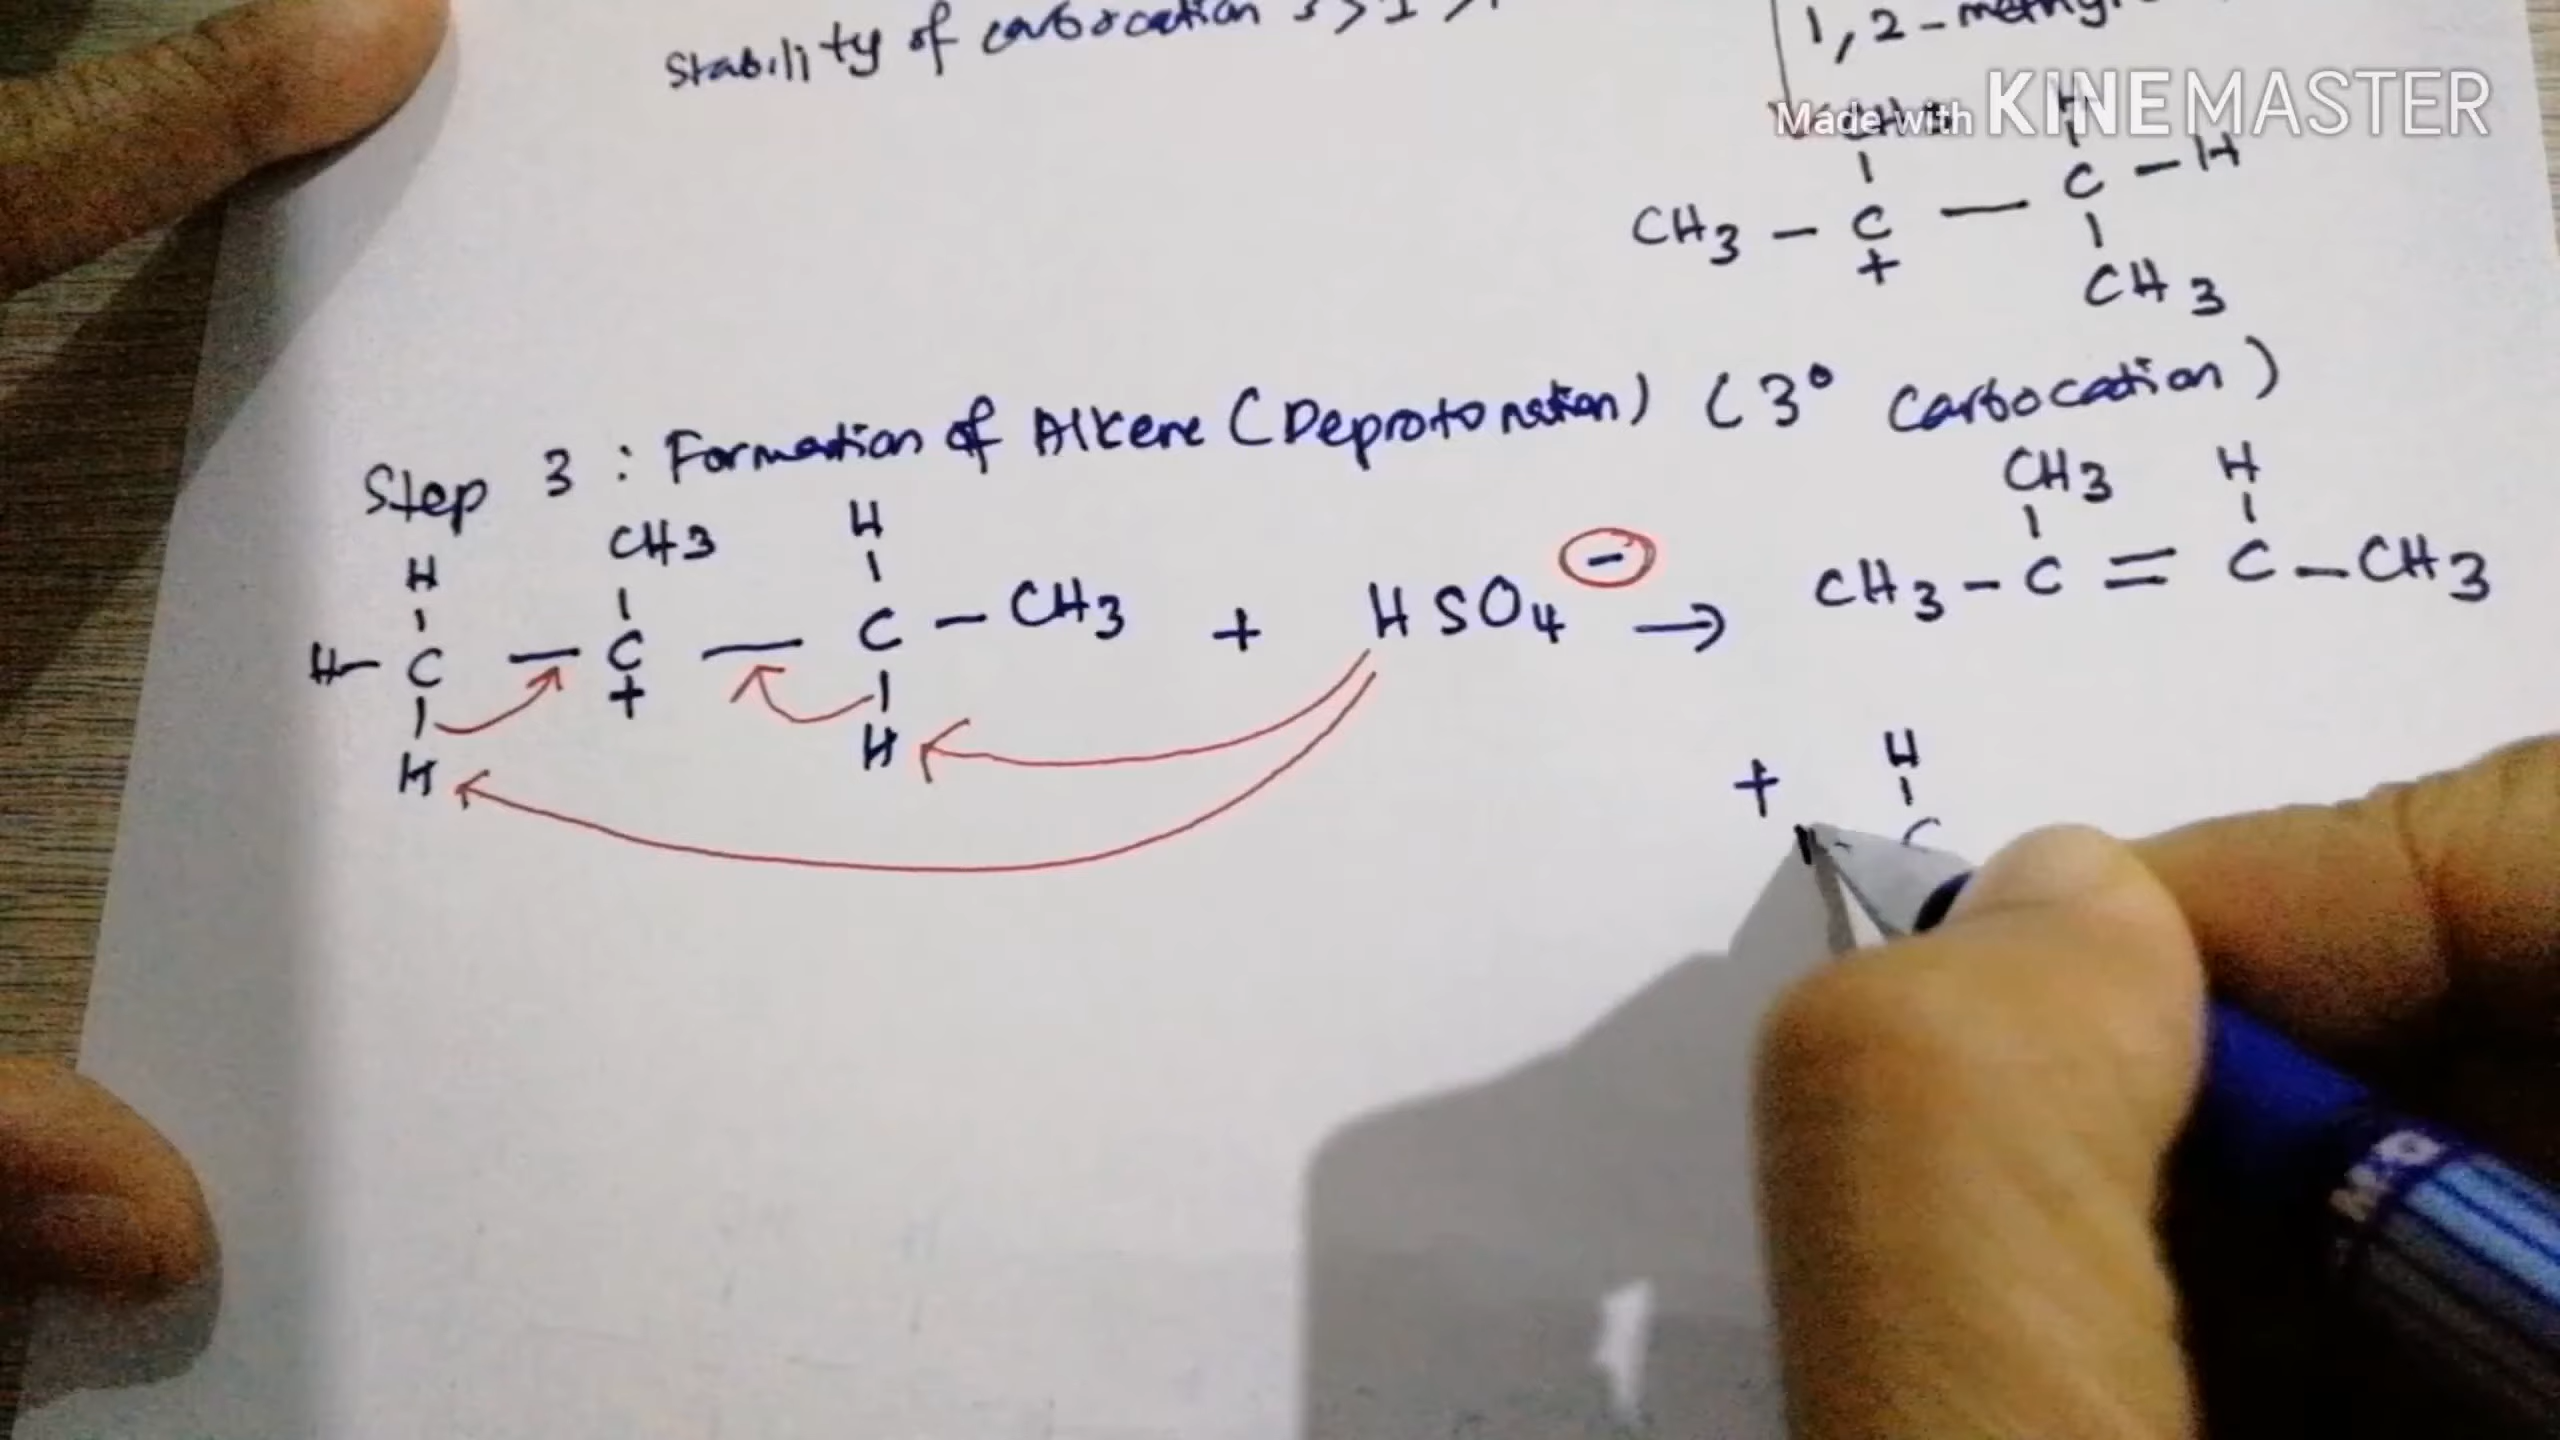 Stability of carbocation 3 > 2 >
1, 2 - methyl
Made with KINEMASTER
H
C - H
CH3 - C — C
+
CH3
Step 3 : Formation of Alkene (Deprotonation) (3° carbocation)
H CH3 H CH3 H
H - C — C — C - CH3 + HSO4 - → CH3 - C = C - CH3
+
H H
+ H
C